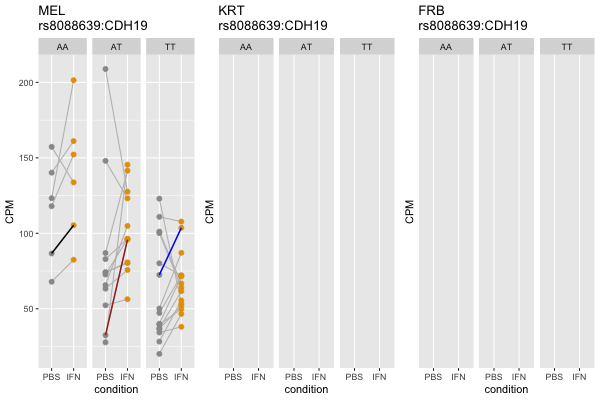 MEL
rs8088639:CDH19
KRT
rs8088639:CDH19
FRB
rs8088639:CDH19
AA AT TT
AA AT TT
AA AT TT
200
150
100
50
CPM
CPM
CPM
PBS IFN PBS IFN PBS IFN
PBS IFN PBS IFN PBS IFN
PBS IFN PBS IFN PBS IFN
condition
condition
condition